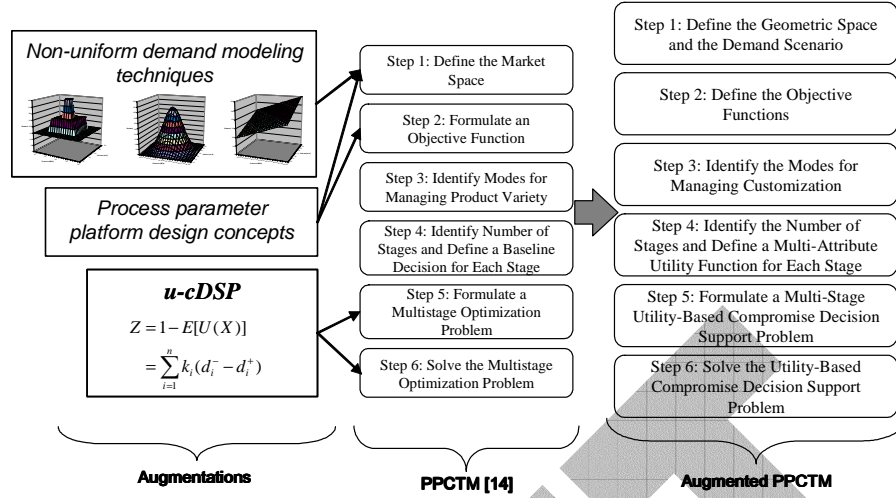 Non-uniform demand modeling
techniques
Process parameter
platform design concepts
u-cDSP
Z = 1 − E[U(X)]
= ∑_{i=1}^{n} k_i(d_i^- − d_i^+)
Augmentations
Step 1: Define the Market
Space
Step 2: Formulate an
Objective Function
Step 3: Identify Modes for
Managing Product Variety
Step 4: Identify Number of
Stages and Define a Baseline
Decision for Each Stage
Step 5: Formulate a
Multistage Optimization
Problem
Step 6: Solve the Multistage
Optimization Problem
PPCTM [14]
Step 1: Define the Geometric Space
and the Demand Scenario
Step 2: Define the Objective
Functions
Step 3: Identify the Modes for
Managing Customization
Step 4: Identify the Number of
Stages and Define a Multi-Attribute
Utility Function for Each Stage
Step 5: Formulate a Multi-Stage
Utility-Based Compromise Decision
Support Problem
Step 6: Solve the Utility-Based
Compromise Decision Support
Problem
Augmented PPCTM